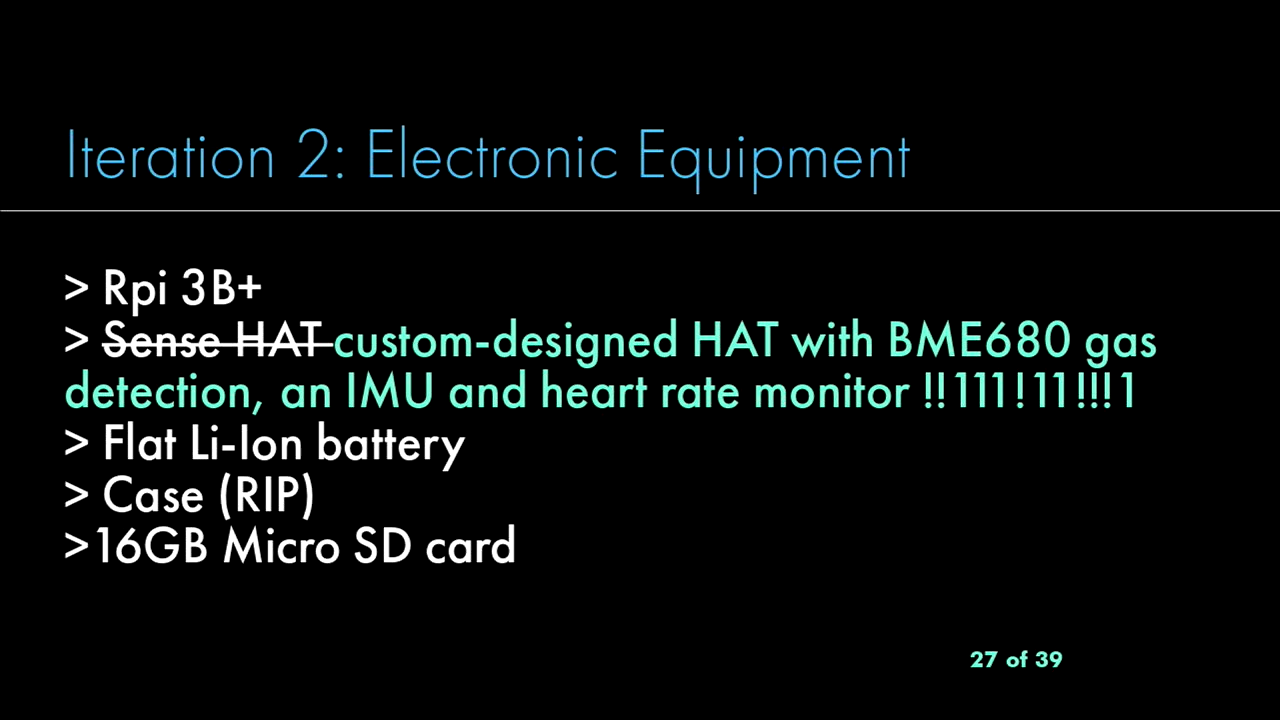 Iteration 2: Electronic Equipment
> Rpi 3B+
> Sense HAT custom-designed HAT with BME680 gas
detection, an IMU and heart rate monitor !!111!11!!!1
> Flat Li-Ion battery
> Case (RIP)
>16GB Micro SD card
27 of 39